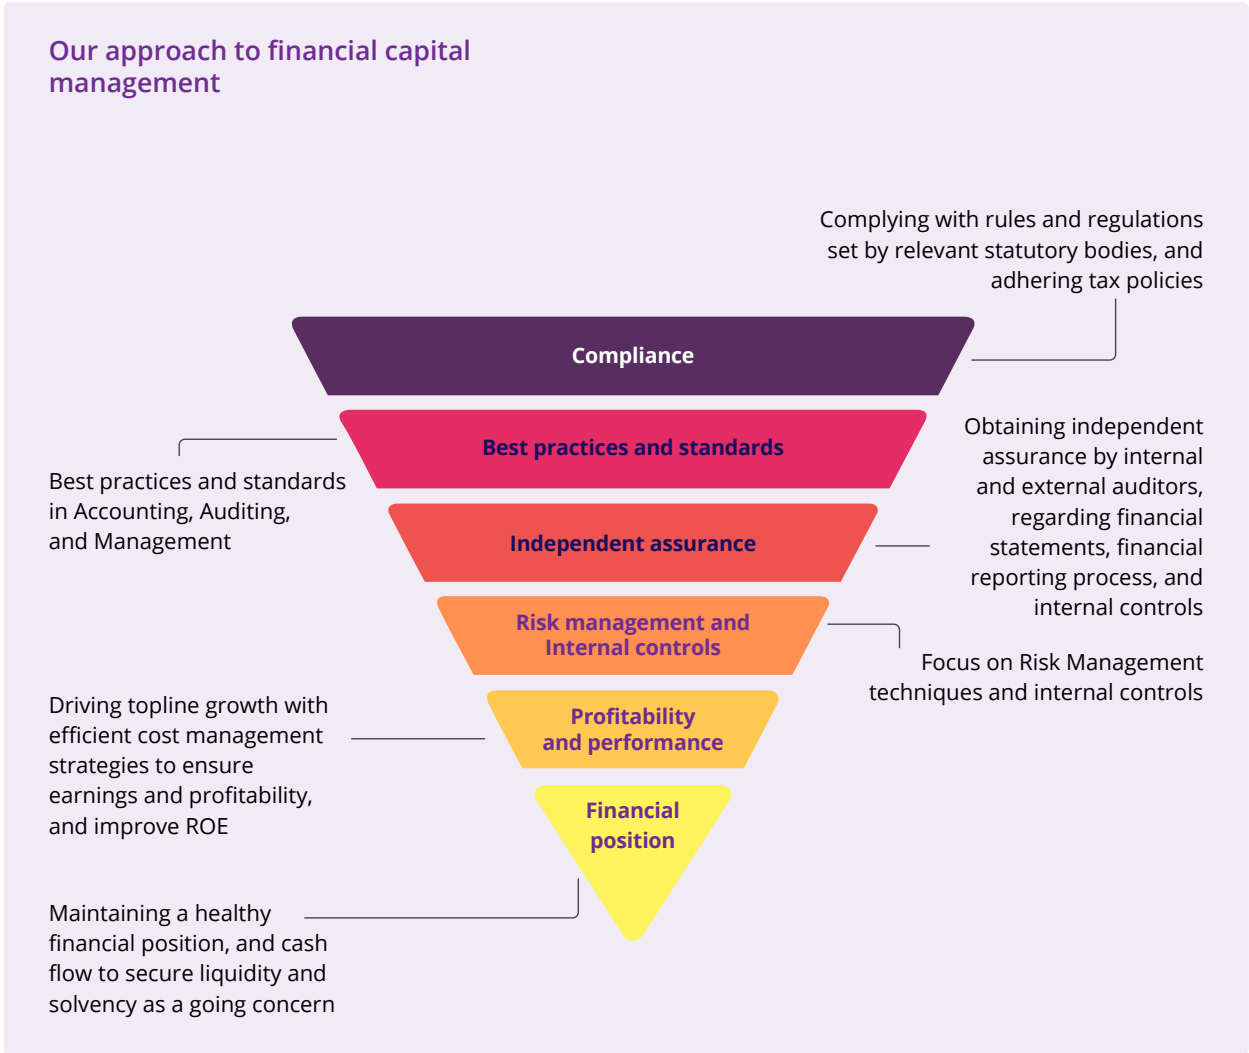 Our approach to financial capital
management
Complying with rules and regulations
set by relevant statutory bodies, and
adhering tax policies
Compliance
Best practices and standards
Best practices and standards
in Accounting, Auditing,
and Management
Obtaining independent
assurance by internal
and external auditors,
regarding financial
statements, financial
reporting process, and
internal controls
Independent assurance
Risk management and
Internal controls
Focus on Risk Management
techniques and internal controls
Profitability
and performance
Driving topline growth with
efficient cost management
strategies to ensure
earnings and profitability,
and improve ROE
Financial
position
Maintaining a healthy
financial position, and cash
flow to secure liquidity and
solvency as a going concern